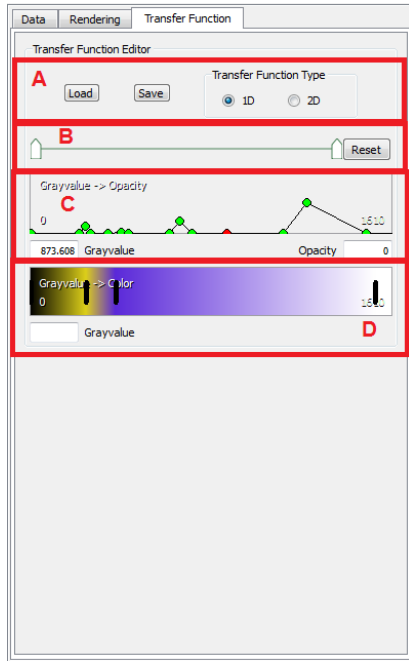 Data Rendering Transfer Function
Transfer Function Editor
A
Transfer Function Type
Load Save 1D 2D
B
Reset
Grayvalue -> Opacity
C
0 1610
873.608 Grayvalue Opacity 0
Grayvalue -> Color
0 1610
D
Grayvalue